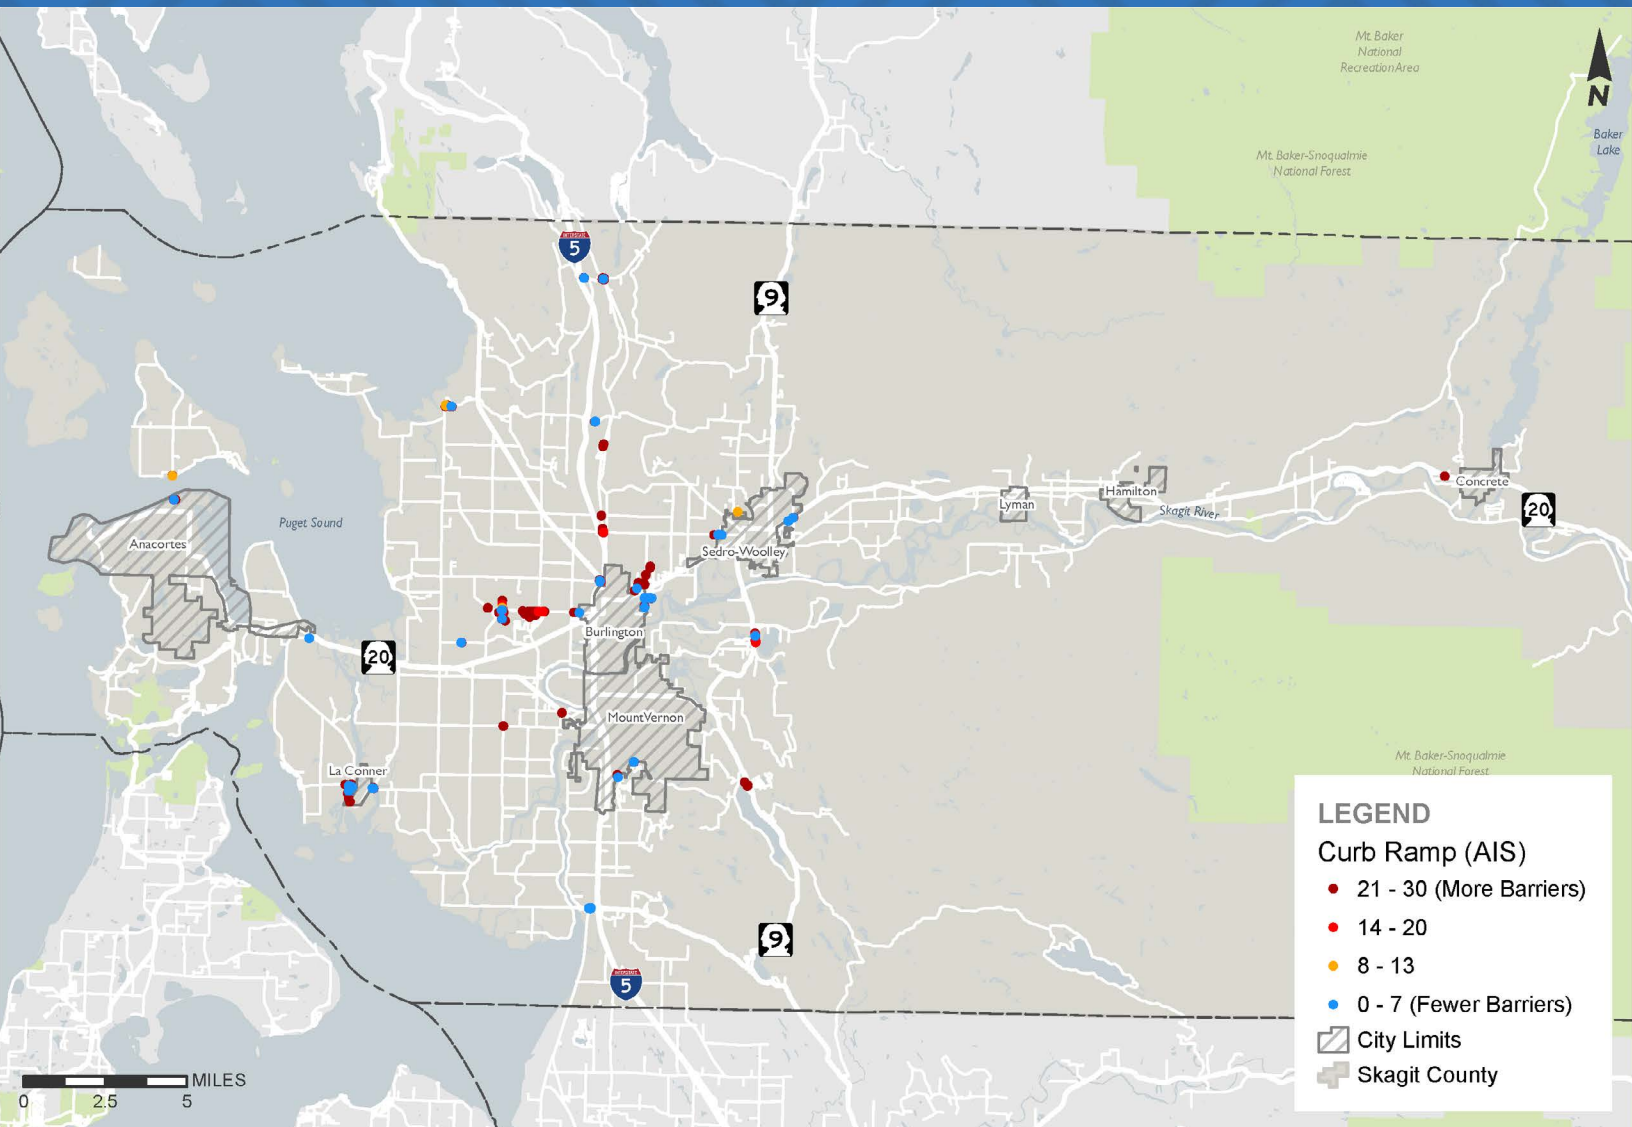 Mt. Baker
National
Recreation Area
N
Baker
Lake
Mt. Baker-Snoqualmie
National Forest
INTERSTATE
5
9
Puget Sound
Anacortes
Sedro-Woolley
Lyman
Hamilton
Skagit River
Concrete
20
Burlington
20
Mount Vernon
La Conner
Mt. Baker-Snoqualmie
National Forest
9
INTERSTATE
5
LEGEND
Curb Ramp (AIS)
21 - 30 (More Barriers)
14 - 20
8 - 13
0 - 7 (Fewer Barriers)
City Limits
Skagit County
MILES
0 2.5 5